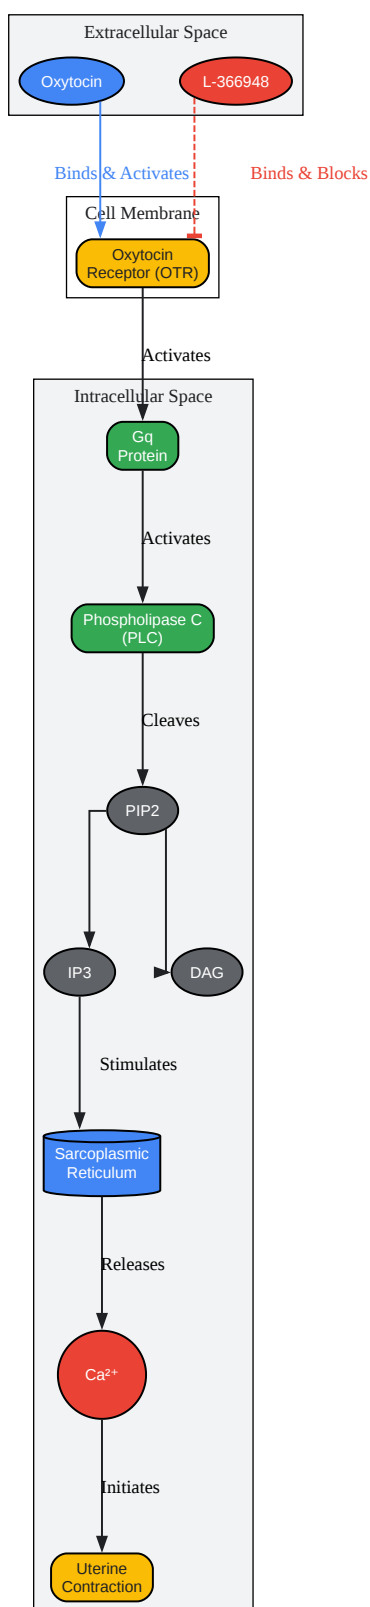 Extracellular Space
Oxytocin
L-366948
Binds & Activates
Binds & Blocks
Cell Membrane
Oxytocin
Receptor (OTR)
Activates
Intracellular Space
Gq
Protein
Activates
Phospholipase C
(PLC)
Cleaves
PIP2
IP3
DAG
Stimulates
Sarcoplasmic
Reticulum
Releases
Ca²⁺
Initiates
Uterine
Contraction